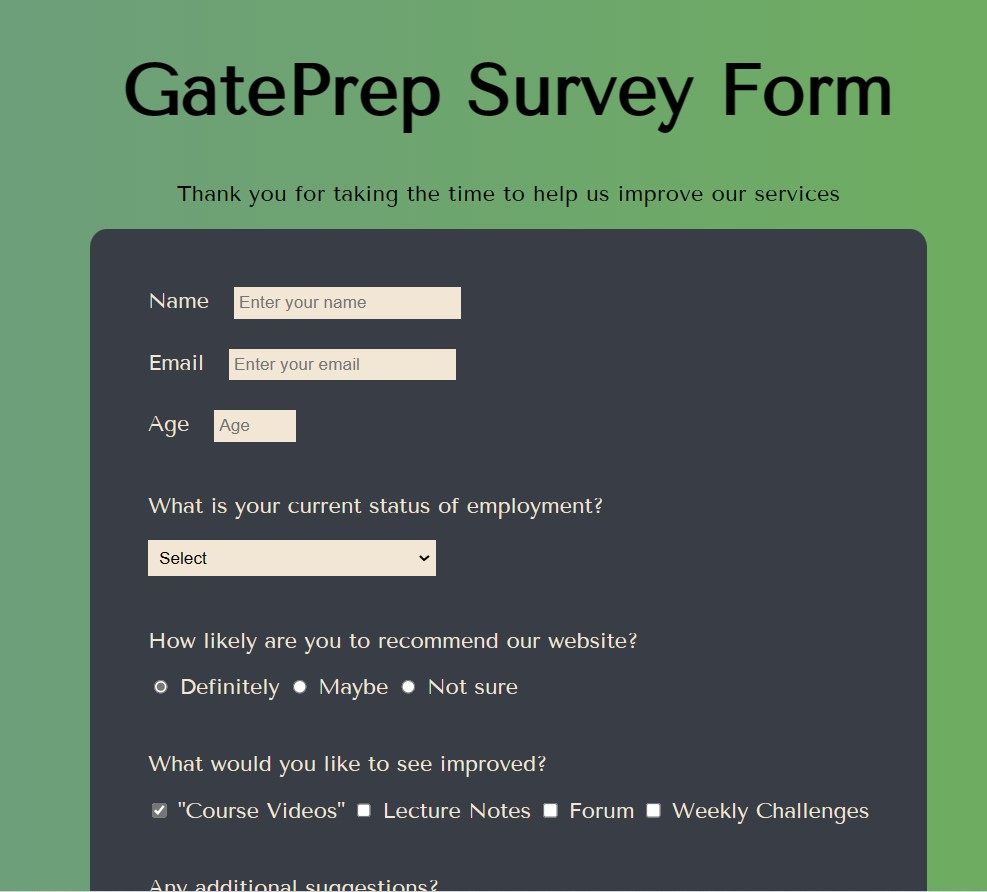 GatePrep Survey Form
Thank you for taking the time to help us improve our services
Name Enter your name
Email Enter your email
Age Age
What is your current status of employment?
Select
How likely are you to recommend our website?
Definitely Maybe Not sure
What would you like to see improved?
"Course Videos" Lecture Notes Forum Weekly Challenges
Any additional suggestions?